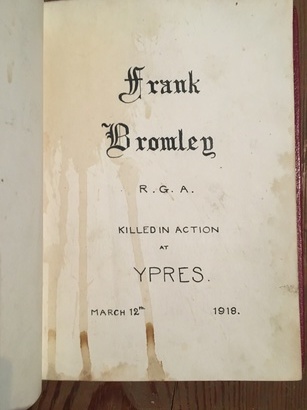 Frank
Bromley
R.G.A.
KILLED IN ACTION
AT
YPRES.
MARCH 12th 1918.